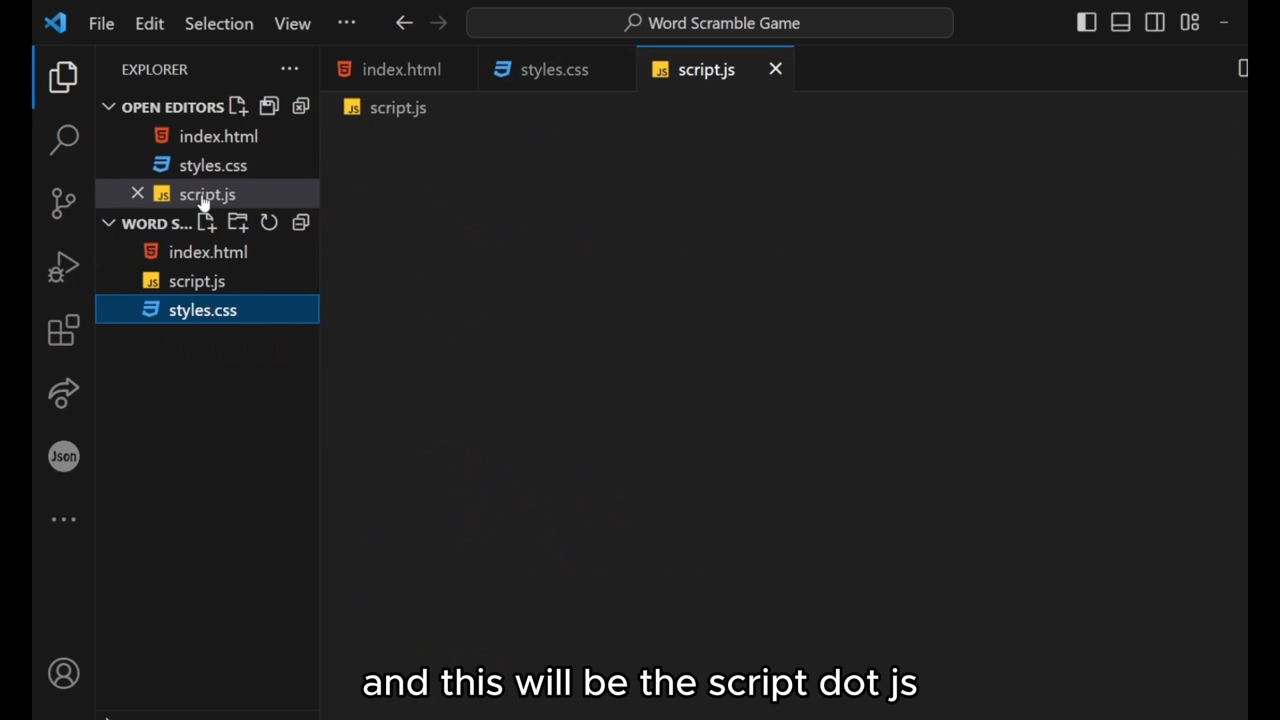 File Edit Selection View ··· Word Scramble Game
EXPLORER ···
index.html styles.css script.js
OPEN EDITORS
script.js
index.html
styles.css
JS script.js
WORD S...
index.html
JS script.js
styles.css
Json
and this will be the script dot js